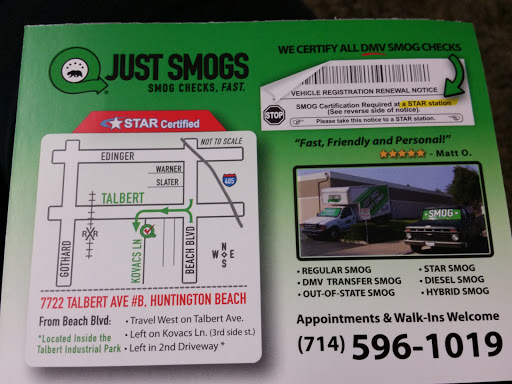 JUST SMOGS
SMOG CHECKS, FAST.
WE CERTIFY ALL DMV SMOG CHECKS
VEHICLE REGISTRATION RENEWAL NOTICE
STOP
SMOG Certification Required at a STAR station
(See reverse side of notice).
Please take this notice to a STAR station.
STAR Certified
NOT TO SCALE
EDINGER
WARNER
SLATER
405
TALBERT
R R
GOTHARD
KOVACS LN
BEACH BLVD
N
W E
S
7722 TALBERT AVE #B, HUNTINGTON BEACH
From Beach Blvd:
• Travel West on Talbert Ave.
• Left on Kovacs Ln. (3rd side st.)
• Left in 2nd Driveway *
*Located Inside the
Talbert Industrial Park
"Fast, Friendly and Personal!"
- Matt O.
SMOG
• REGULAR SMOG
• DMV TRANSFER SMOG
• OUT-OF-STATE SMOG
• STAR SMOG
• DIESEL SMOG
• HYBRID SMOG
Appointments & Walk-Ins Welcome
(714) 596-1019